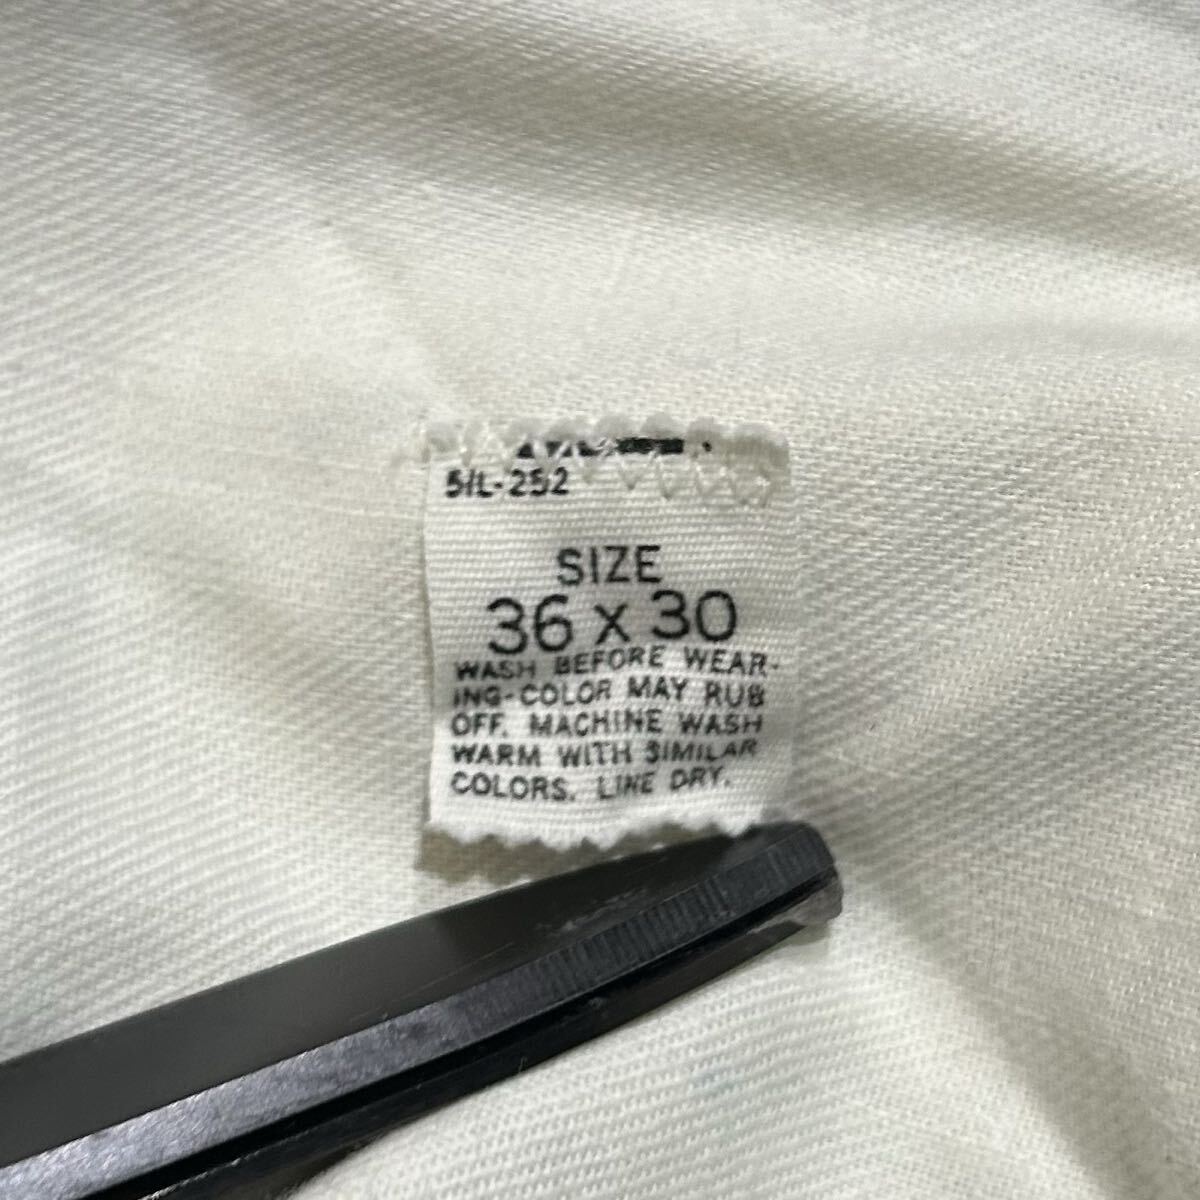 5/L-252
SIZE
36 x 30
WASH BEFORE WEAR-
ING-COLOR MAY RUB
OFF. MACHINE WASH
WARM WITH SIMILAR
COLORS. LINE DRY.